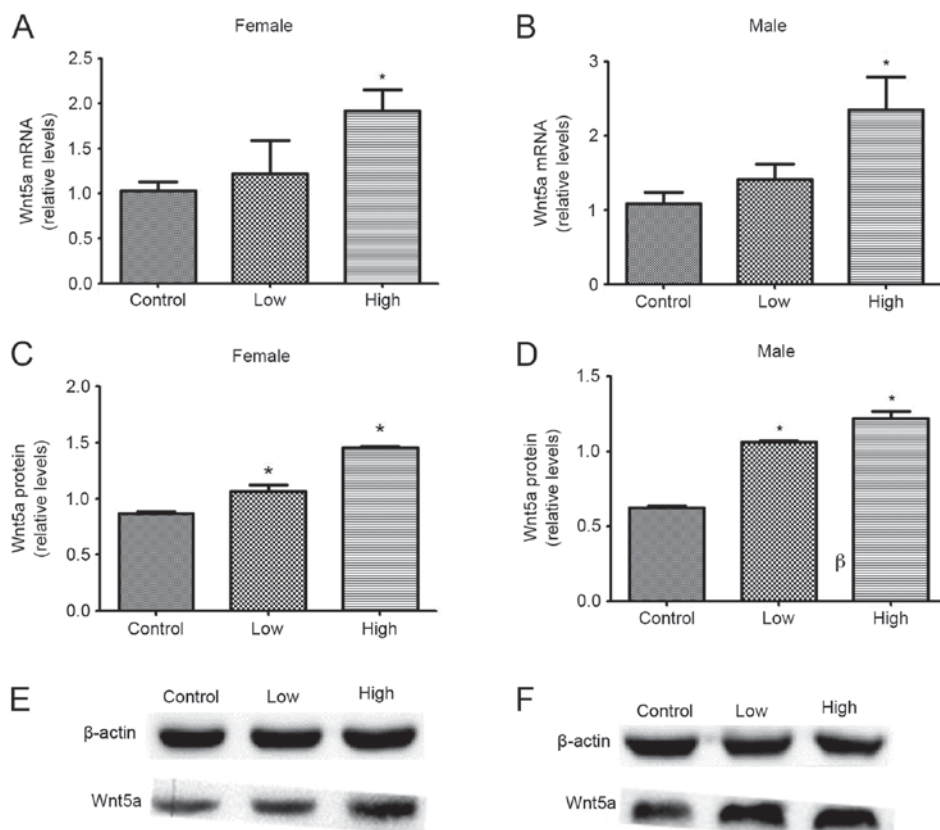 A
Female
Wnt5a mRNA
(relative levels)
2.5
2.0
1.5
1.0
0.5
0.0
Control Low High
*
B
Male
Wnt5a mRNA
(relative levels)
3
2
1
0
Control Low High
*
C
Female
Wnt5a protein
(relative levels)
2.0
1.5
1.0
0.5
0.0
Control Low High
*
*
D
Male
Wnt5a protein
(relative levels)
1.5
1.0
0.5
0.0
Control Low High
*
*
β
E
Control Low High
β-actin
Wnt5a
F
Control Low High
β-actin
Wnt5a